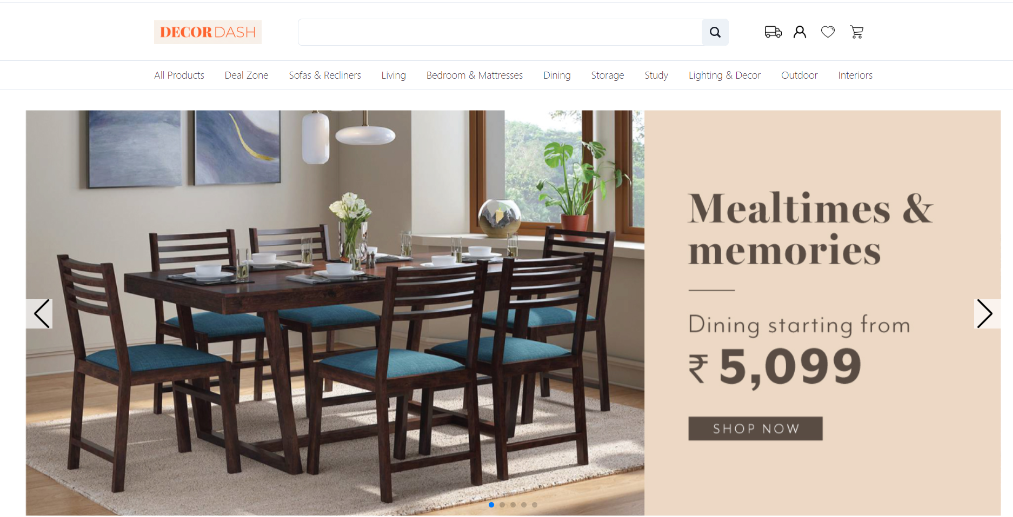 DECORDASH
All Products Deal Zone Sofas & Recliners Living Bedroom & Mattresses Dining Storage Study Lighting & Decor Outdoor Interiors
Mealtimes &
memories
Dining starting from
₹ 5,099
SHOP NOW